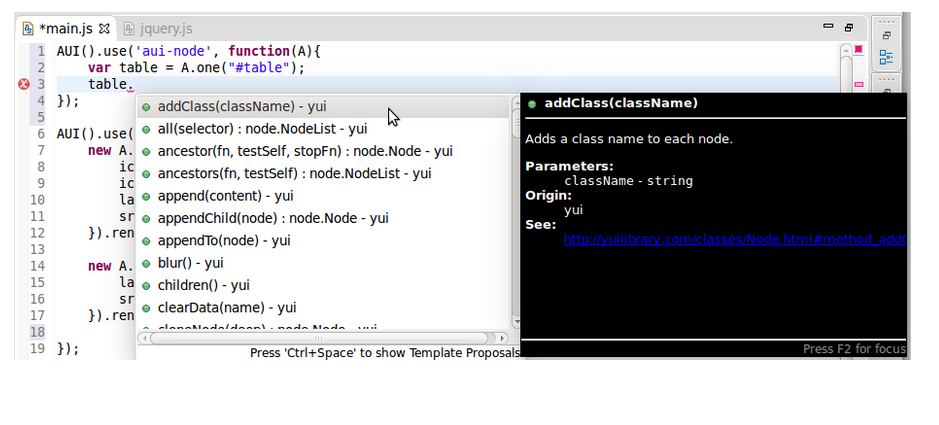 *main.js jquery.js
1 AUI().use('aui-node', function(A){
2 var table = A.one("#table");
3 table.
4 });
5
6 AUI().use(
7 new A.
8 ic
9 ic
10 la
11 sr
12 }).ren
13
14 new A.
15 la
16 sr
17 }).ren
18
19 });
addClass(className) - yui
all(selector) : node.NodeList - yui
ancestor(fn, testSelf, stopFn) : node.Node - yui
ancestors(fn, testSelf) : node.NodeList - yui
append(content) - yui
appendChild(node) : node.Node - yui
appendTo(node) - yui
blur() - yui
children() - yui
clearData(name) - yui
cloneNode(deep) : node.Node - yui
Press 'Ctrl+Space' to show Template Proposals
addClass(className)
Adds a class name to each node.
Parameters:
className - string
Origin:
yui
See:
http://yuilibrary.com/classes/Node.html#method_add
Press F2 for focus